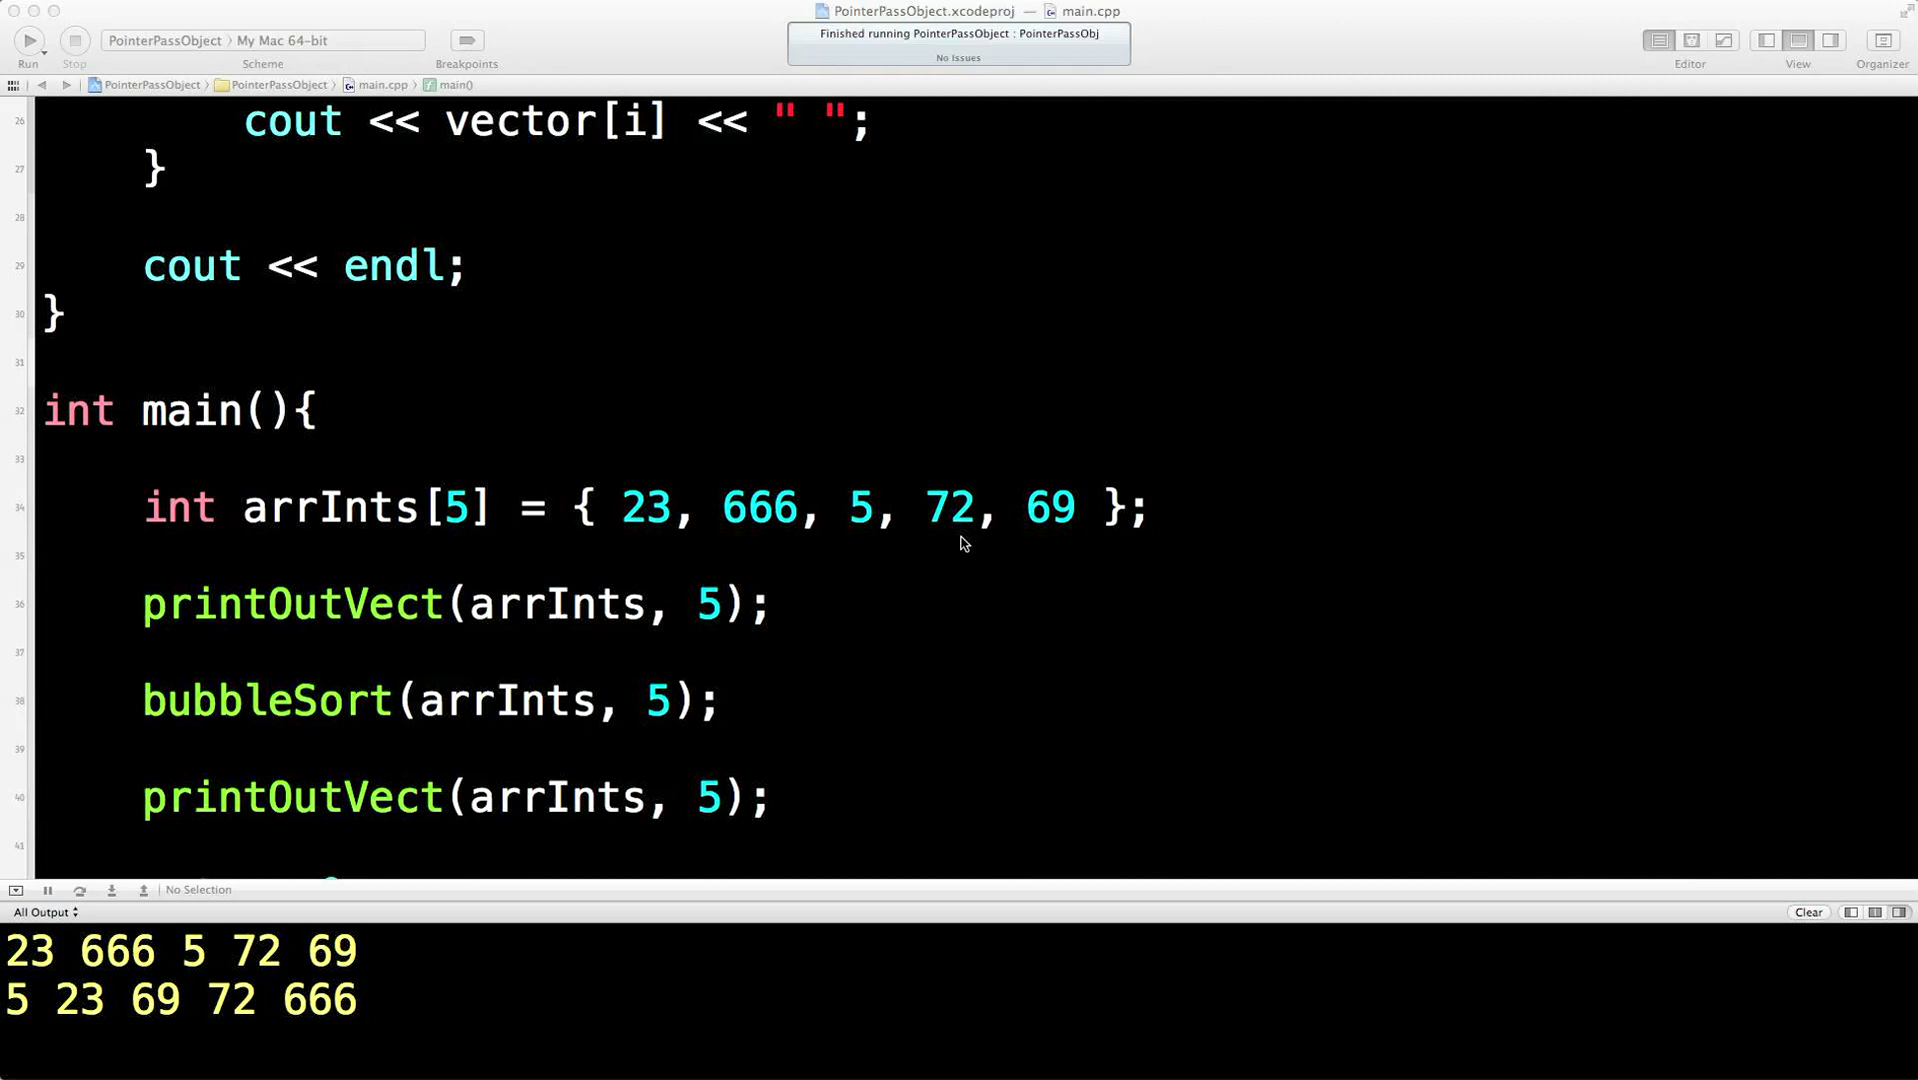 PointerPassObject.xcodeproj — main.cpp
Run
Stop
PointerPassObject 〉 My Mac 64-bit
Scheme
Breakpoints
Finished running PointerPassObject : PointerPassObj
No Issues
Editor
View
Organizer
PointerPassObject 〉 PointerPassObject 〉 main.cpp 〉 main()
26 cout << vector[i] << " ";
27 }
28
29 cout << endl;
30 }
31
32 int main(){
33
34 int arrInts[5] = { 23, 666, 5, 72, 69 };
35
36 printOutVect(arrInts, 5);
37
38 bubbleSort(arrInts, 5);
39
40 printOutVect(arrInts, 5);
41
No Selection
All Output
Clear
23 666 5 72 69
5 23 69 72 666